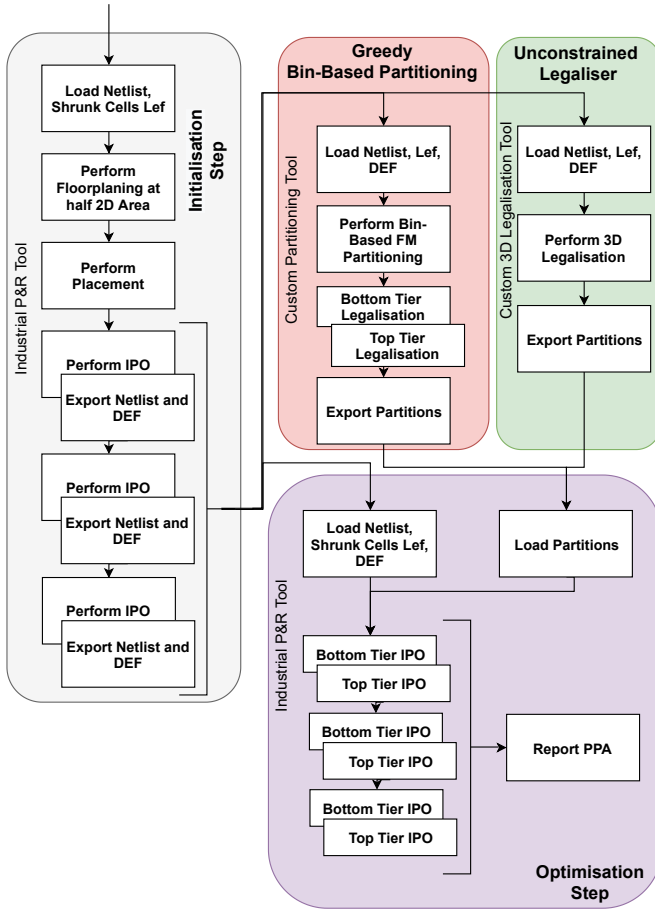 Load Netlist,
Shrunk Cells Lef
Perform
Floorplaning at
half 2D Area
Perform
Placement
Perform IPO
Export Netlist and
DEF
Perform IPO
Export Netlist and
DEF
Perform IPO
Export Netlist and
DEF
Initialisation
Step
Industrial P&R Tool
Greedy
Bin-Based Partitioning
Custom Partitioning Tool
Load Netlist, Lef,
DEF
Perform Bin-
Based FM
Partitioning
Bottom Tier
Legalisation
Top Tier
Legalisation
Export Partitions
Unconstrained
Legaliser
Custom 3D Legalisation Tool
Load Netlist, Lef,
DEF
Perform 3D
Legalisation
Export Partitions
Industrial P&R Tool
Load Netlist,
Shrunk Cells Lef,
DEF
Load Partitions
Bottom Tier IPO
Top Tier IPO
Bottom Tier IPO
Top Tier IPO
Bottom Tier IPO
Top Tier IPO
Report PPA
Optimisation
Step